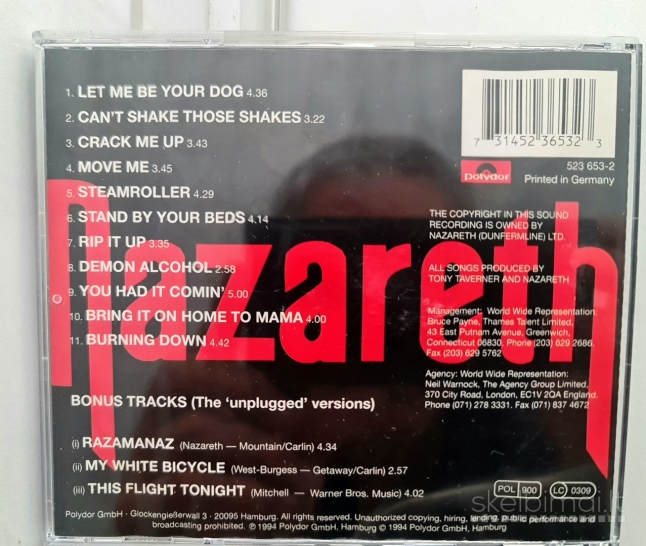 1. LET ME BE YOUR DOG 4.36
2. CAN'T SHAKE THOSE SHAKES 3.22
3. CRACK ME UP 3.43
4. MOVE ME 3.45
5. STEAMROLLER 4.29
6. STAND BY YOUR BEDS 4.14
7. RIP IT UP 3.35
8. DEMON ALCOHOL 2.58
9. YOU HAD IT COMIN' 5.00
10. BRING IT ON HOME TO MAMA 4.00
11. BURNING DOWN 4.42
nazareth
BONUS TRACKS (The 'unplugged' versions)
(i) RAZAMANAZ (Nazareth — Mountain/Carlin) 4.34
(ii) MY WHITE BICYCLE (West-Burgess — Getaway/Carlin) 2.57
(iii) THIS FLIGHT TONIGHT (Mitchell — Warner Bros. Music) 4.02
7 31452 36532 3
polydor
523 653-2
Printed in Germany
THE COPYRIGHT IN THIS SOUND
RECORDING IS OWNED BY
NAZARETH (DUNFERMLINE) LTD.
ALL SONGS PRODUCED BY
TONY TAVERNER AND NAZARETH
Management: World Wide Representation:
Bruce Payne, Thames Talent Limited,
43 East Putnam Avenue, Greenwich,
Connecticut 06830, Phone (203) 629 2666.
Fax (203) 629 5762
Agency: World Wide Representation:
Neil Warnock, The Agency Group Limited,
370 City Road, London, EC1V 2QA England.
Phone (071) 278 3331. Fax (071) 837 4672
POL 900 LC 0309
Polydor GmbH · Glockengießerwall 3 · 20095 Hamburg. All rights reserved. Unauthorized copying, hiring, lending, public performance and
broadcasting prohibited. ℗ 1994 Polydor GmbH, Hamburg © 1994 Polydor GmbH, Hamburg
skelbimai.lt